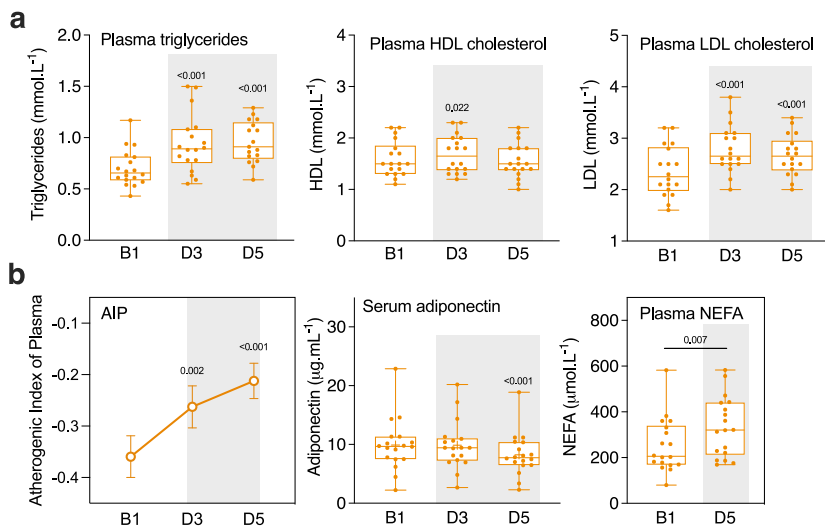 a
Plasma triglycerides
Triglycerides (mmol.L⁻¹)
2.0
1.5
1.0
0.5
0.0
<0.001
<0.001
B1 D3 D5
Plasma HDL cholesterol
HDL (mmol.L⁻¹)
4
3
2
1
0
0.022
B1 D3 D5
Plasma LDL cholesterol
LDL (mmol.L⁻¹)
5
4
3
2
1
<0.001
<0.001
B1 D3 D5
b
AIP
Atherogenic Index of Plasma
-0.1
-0.2
-0.3
-0.4
0.002
<0.001
B1 D3 D5
Serum adiponectin
Adiponectin (µg.mL⁻¹)
30
20
10
0
<0.001
B1 D3 D5
Plasma NEFA
NEFA (µmol.L⁻¹)
800
600
400
200
0
0.007
B1 D5